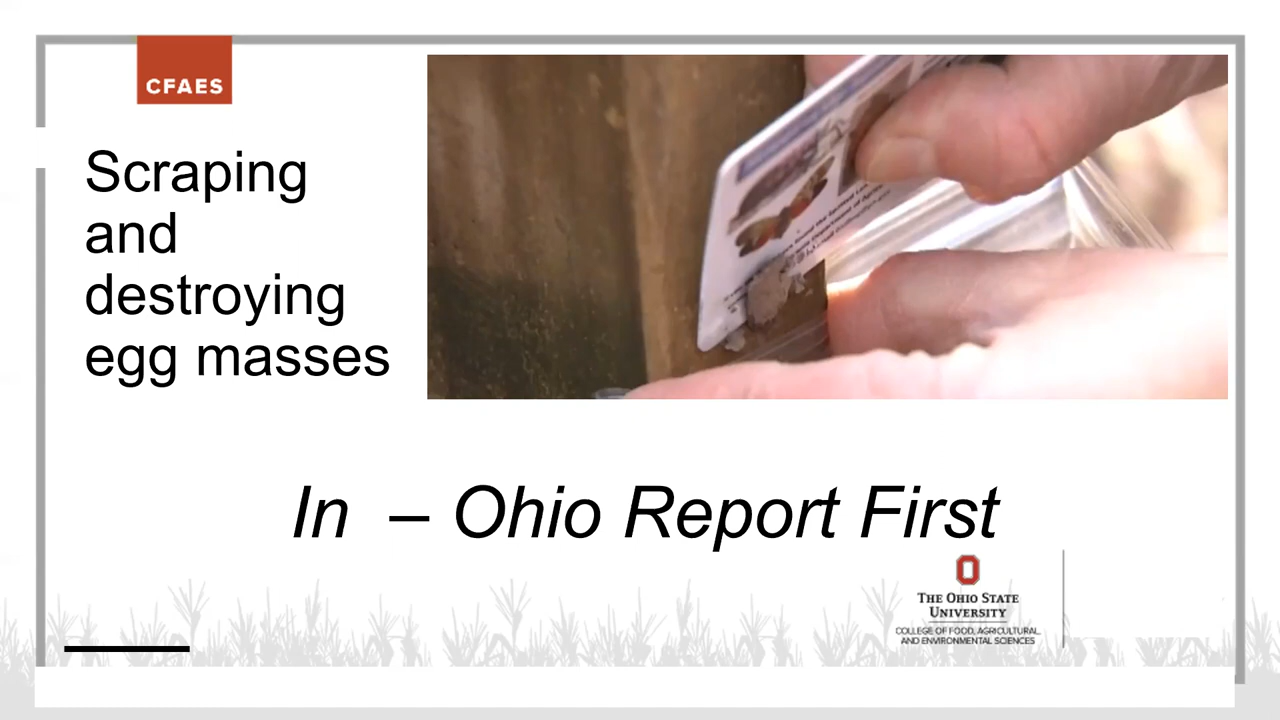 CFAES
Scraping
and
destroying
egg masses
In – Ohio Report First
THE OHIO STATE
UNIVERSITY
COLLEGE OF FOOD, AGRICULTURAL,
AND ENVIRONMENTAL SCIENCES